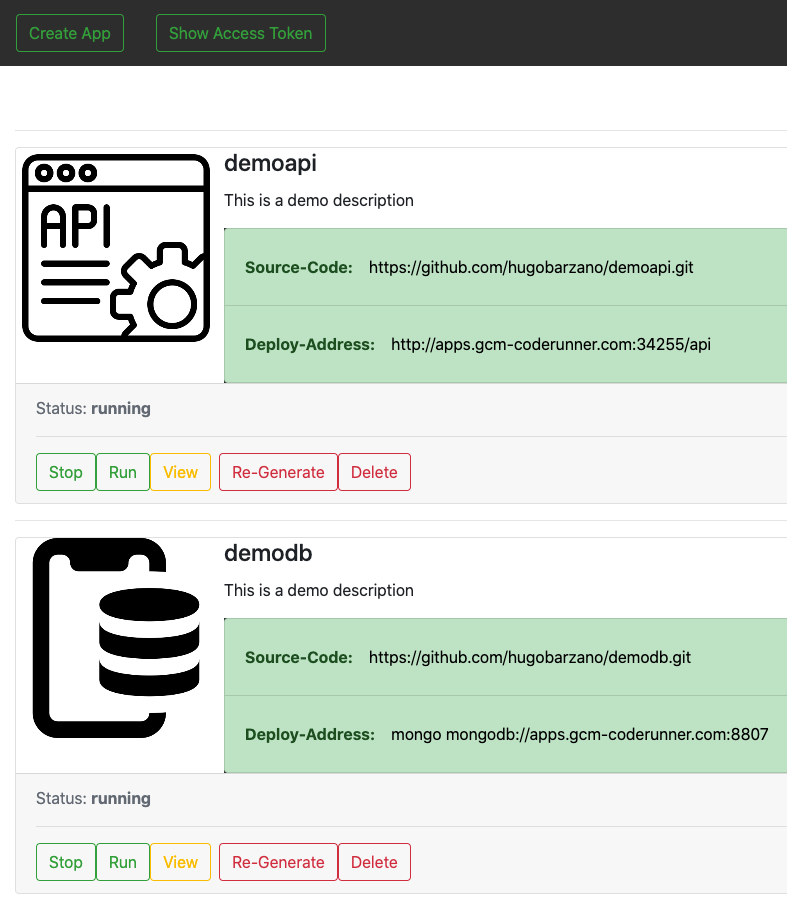 Create App Show Access Token
demoapi
API
This is a demo description
Source-Code: https://github.com/hugobarzano/demoapi.git
Deploy-Address: http://apps.gcm-coderunner.com:34255/api
Status: running
Stop Run View Re-Generate Delete
demodb
This is a demo description
Source-Code: https://github.com/hugobarzano/demodb.git
Deploy-Address: mongo mongodb://apps.gcm-coderunner.com:8807
Status: running
Stop Run View Re-Generate Delete